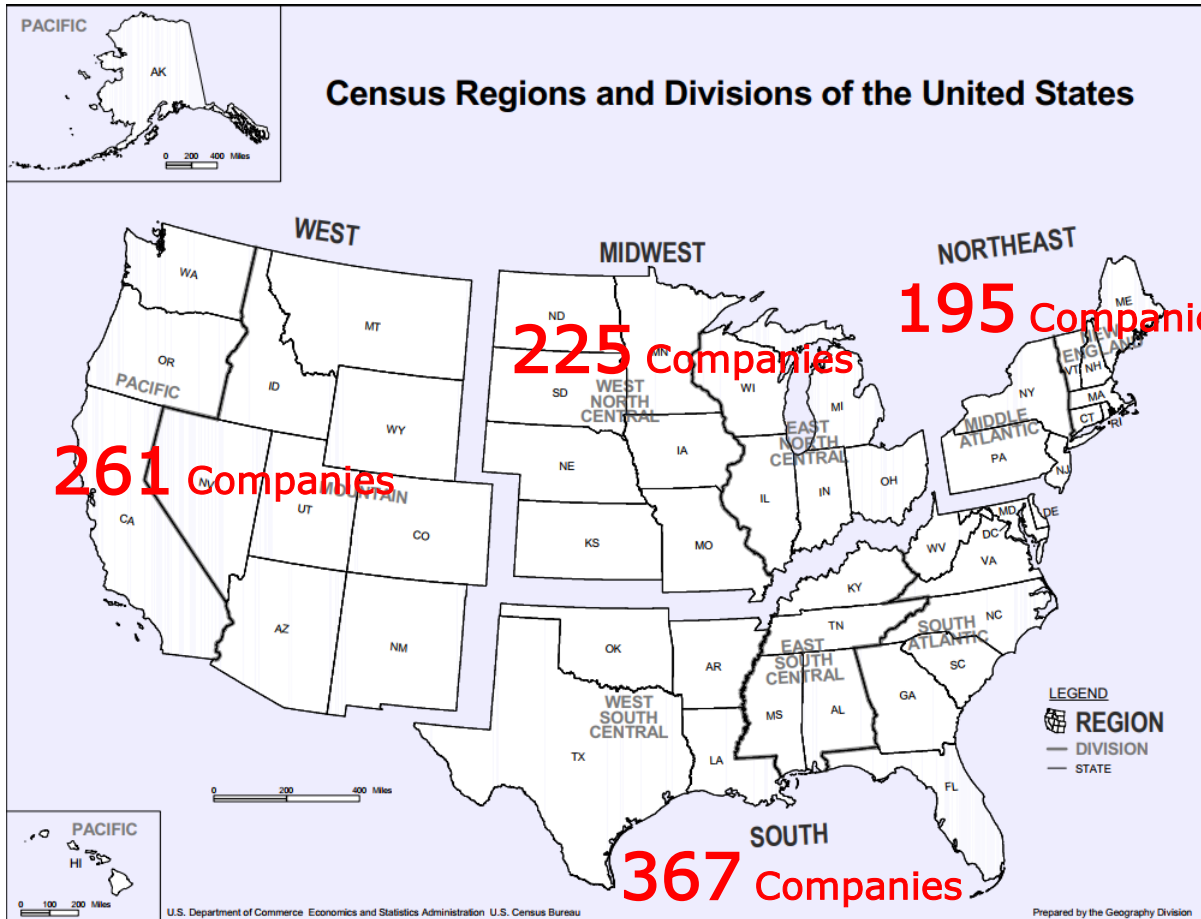 PACIFIC
AK
0 200 400 Miles
Census Regions and Divisions of the United States
WEST
MIDWEST
NORTHEAST
WA
MT
ND
MN
ME
195 Companie
225 Companies
NEW
ENGLAND
VT
NH
OR
ID
SD
WI
MI
NY
MA
CT
RI
PACIFIC
WY
WEST
NORTH
CENTRAL
EAST
NORTH
CENTRAL
MIDDLE
ATLANTIC
PA
NJ
261 Companies
NV
MOUNTAIN
NE
IA
IL
IN
OH
CA
UT
CO
KS
MO
WV
MD
DE
DC
VA
KY
AZ
NM
OK
AR
TN
NC
SOUTH
ATLANTIC
EAST
SOUTH
CENTRAL
SC
WEST
SOUTH
CENTRAL
MS
AL
GA
TX
LA
FL
LEGEND
REGION
DIVISION
STATE
0 200 400 Miles
SOUTH
367 Companies
PACIFIC
HI
0 100 200 Miles
U.S. Department of Commerce Economics and Statistics Administration U.S. Census Bureau
Prepared by the Geography Division